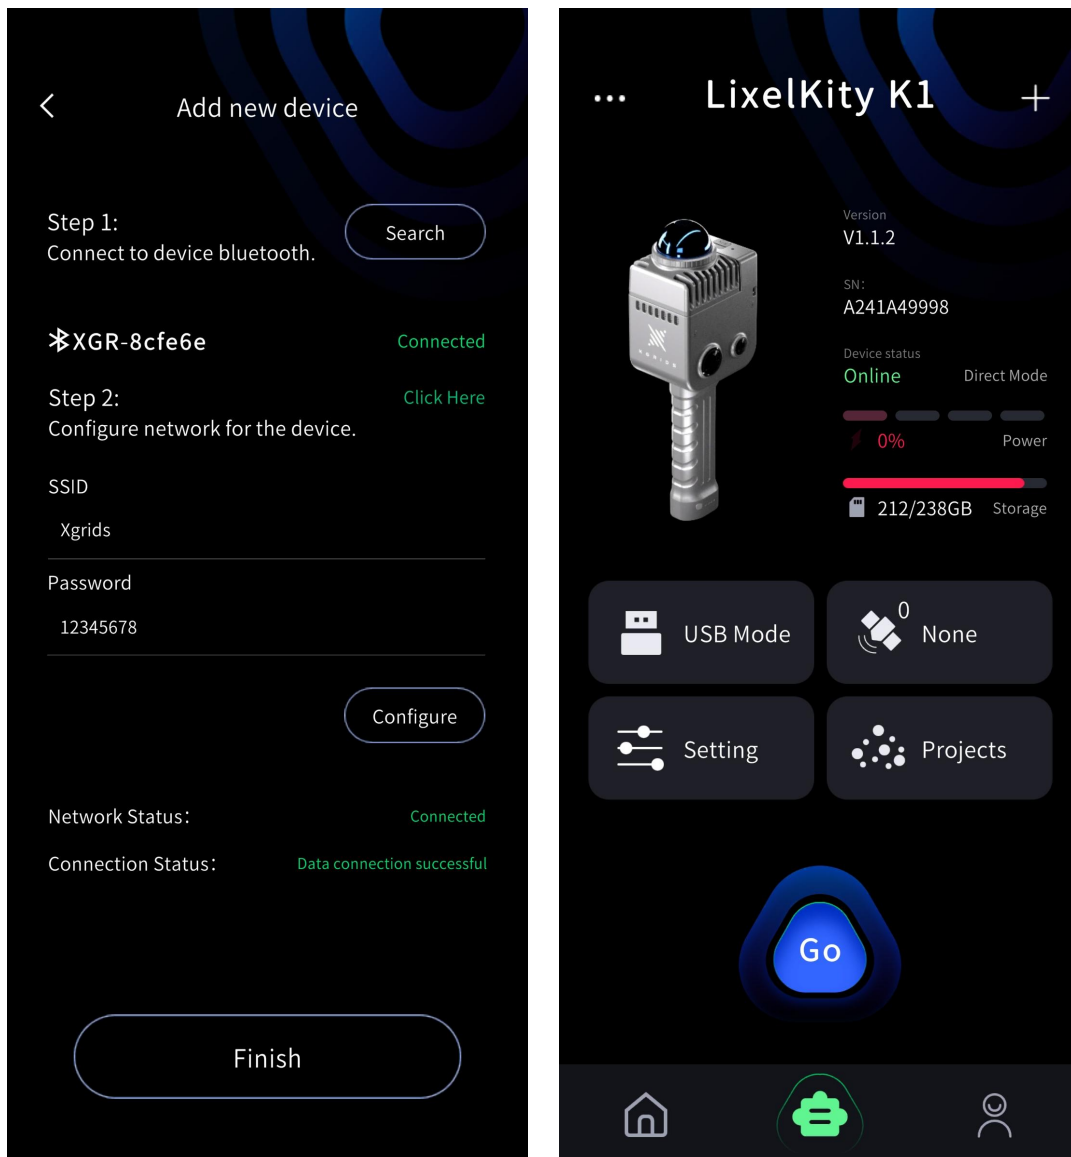 Add new device
Step 1:
Connect to device bluetooth.
Search
XGR-8cfe6e
Connected
Step 2:
Click Here
Configure network for the device.
SSID
Xgrids
Password
12345678
Configure
Network Status:
Connected
Connection Status:
Data connection successful
Finish
LixelKity K1
Version
V1.1.2
SN:
A241A49998
Device status
Online
Direct Mode
0%
Power
212/238GB
Storage
USB Mode
0
None
Setting
Projects
Go
XGRIDS